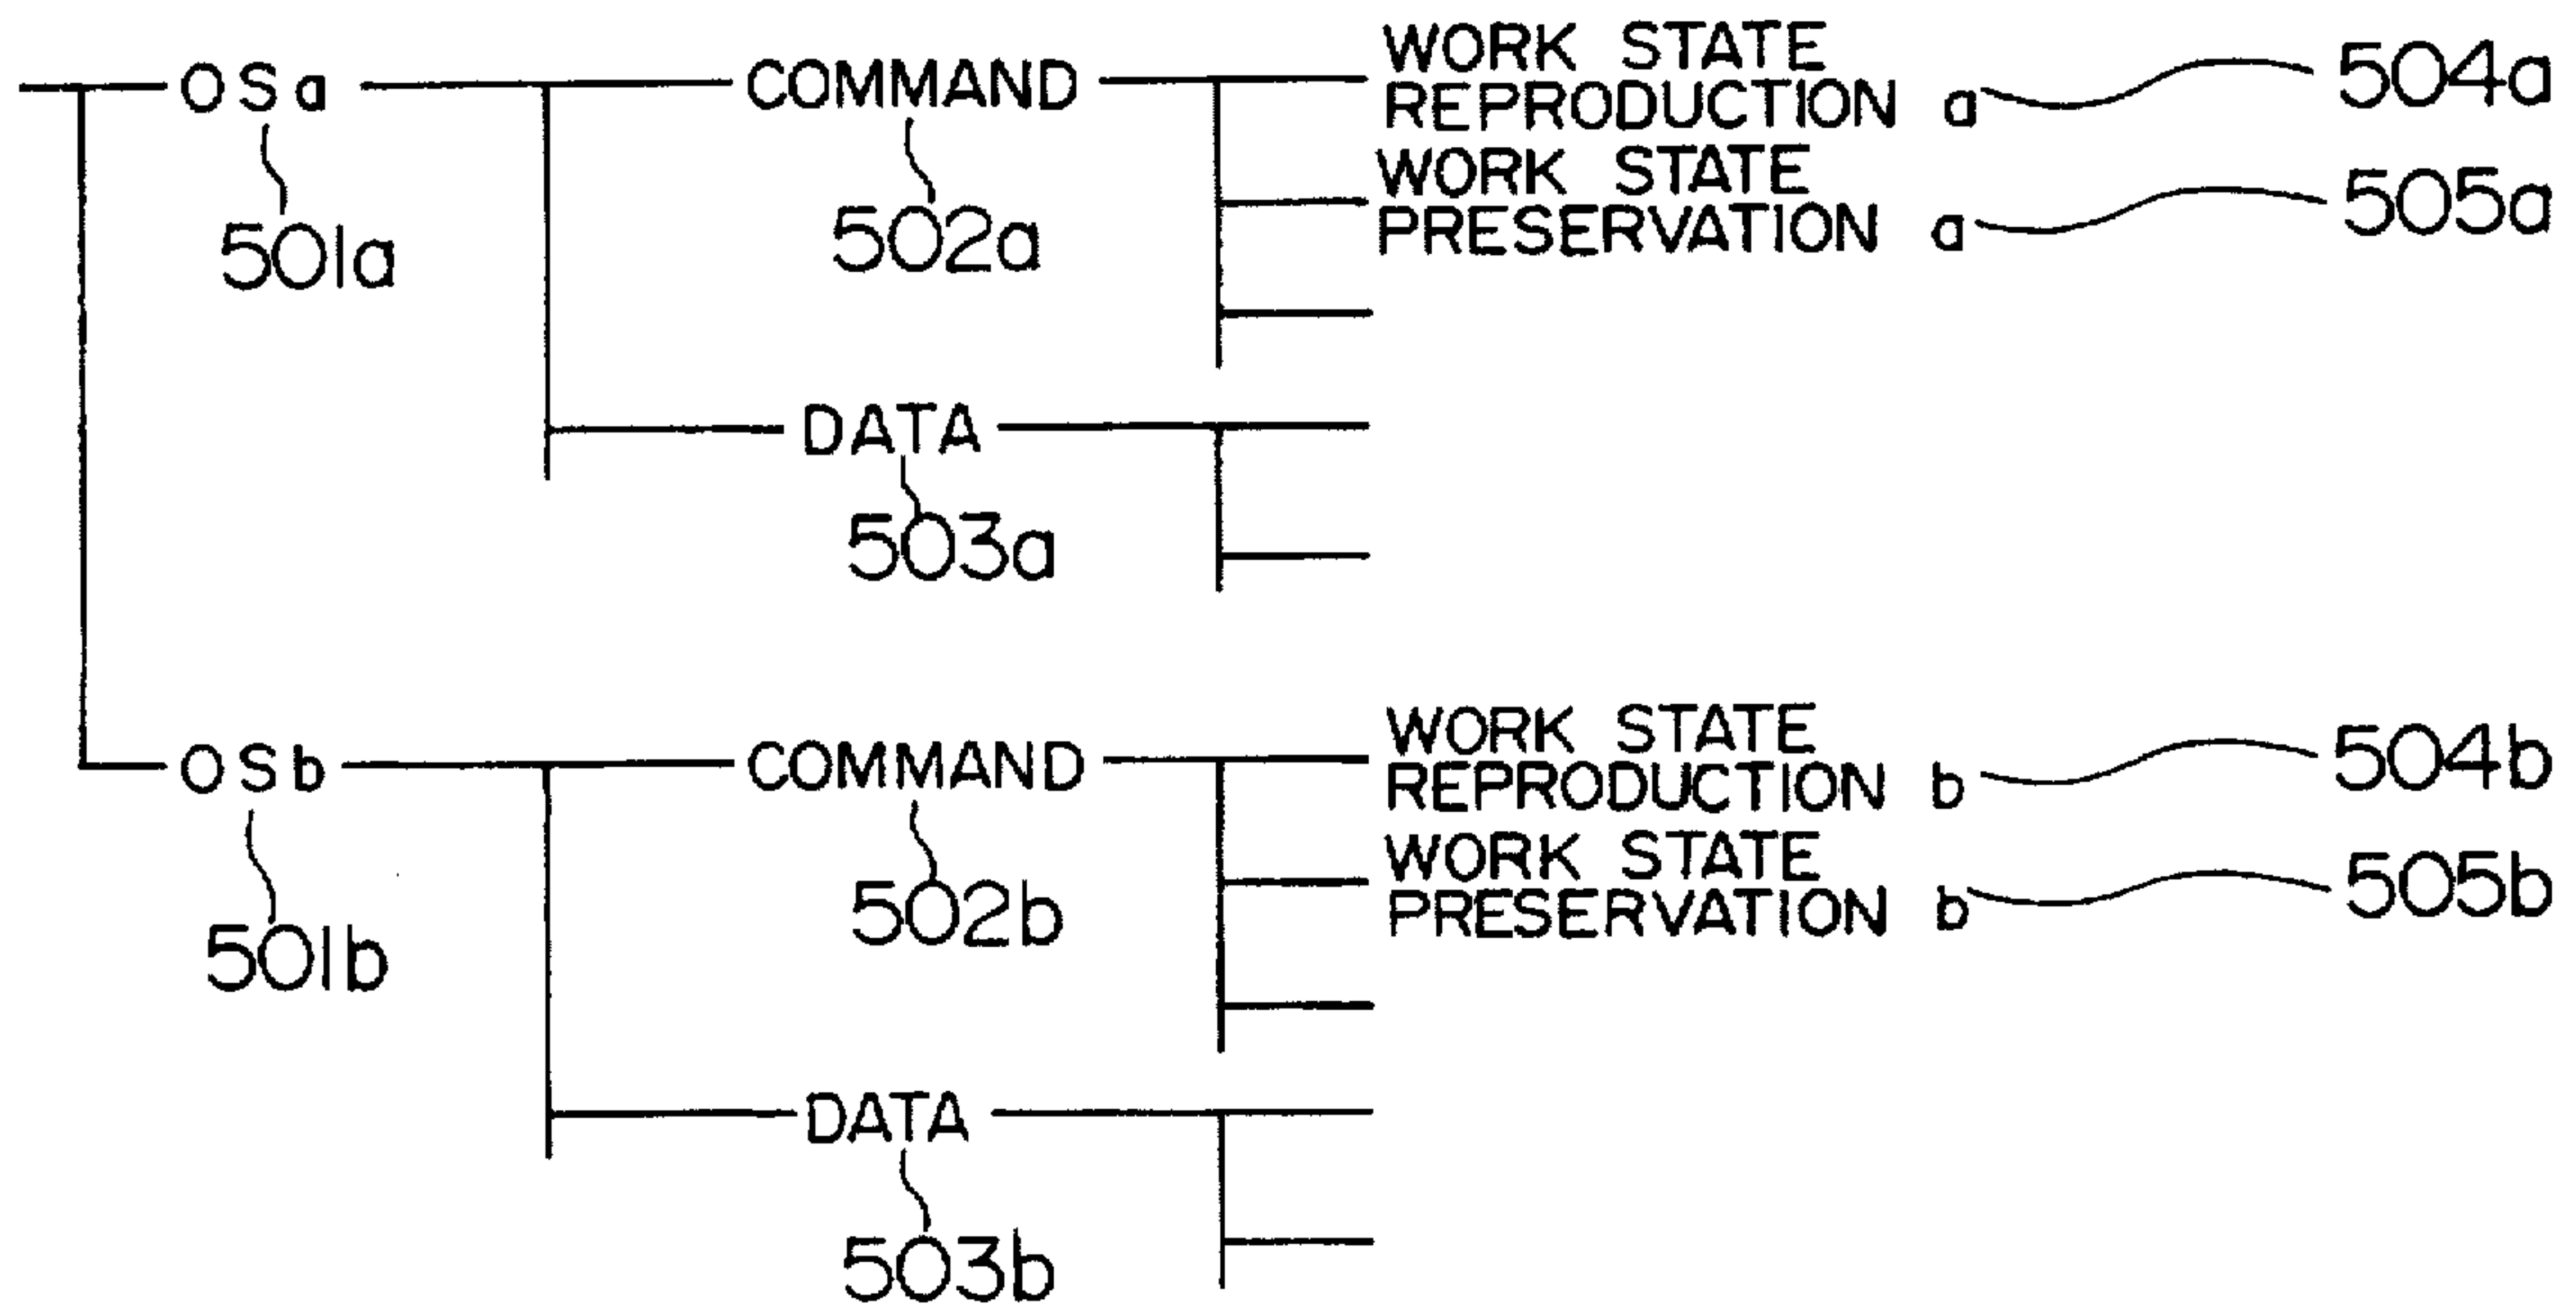 WORK STATE
OSa COMMAND REPRODUCTION a 504a
WORK STATE
501a 502a PRESERVATION a 505a
DATA
503a
WORK STATE
OSb COMMAND REPRODUCTION b 504b
WORK STATE
501b 502b PRESERVATION b 505b
DATA
503b